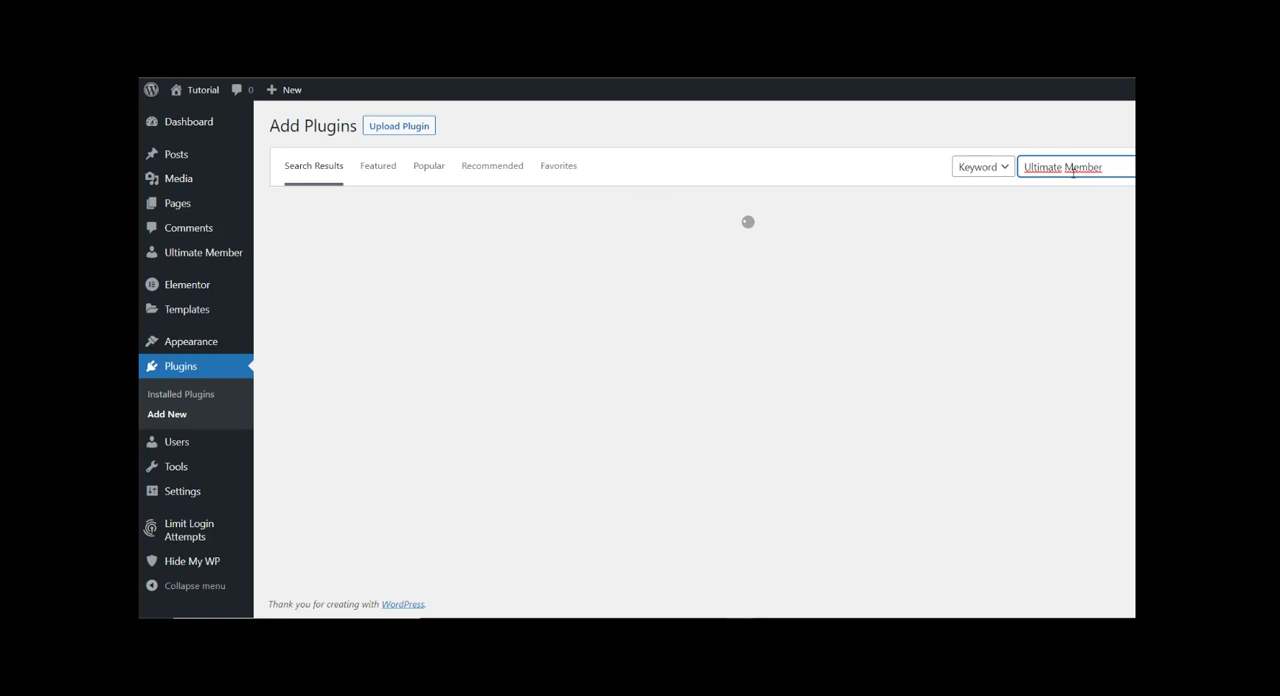 Tutorial 0 New
Dashboard
Posts
Media
Pages
Comments
Ultimate Member
Elementor
Templates
Appearance
Plugins
Installed Plugins
Add New
Users
Tools
Settings
Limit Login
Attempts
Hide My WP
Collapse menu
Add Plugins Upload Plugin
Search Results Featured Popular Recommended Favorites Keyword Ultimate Member
Thank you for creating with WordPress.